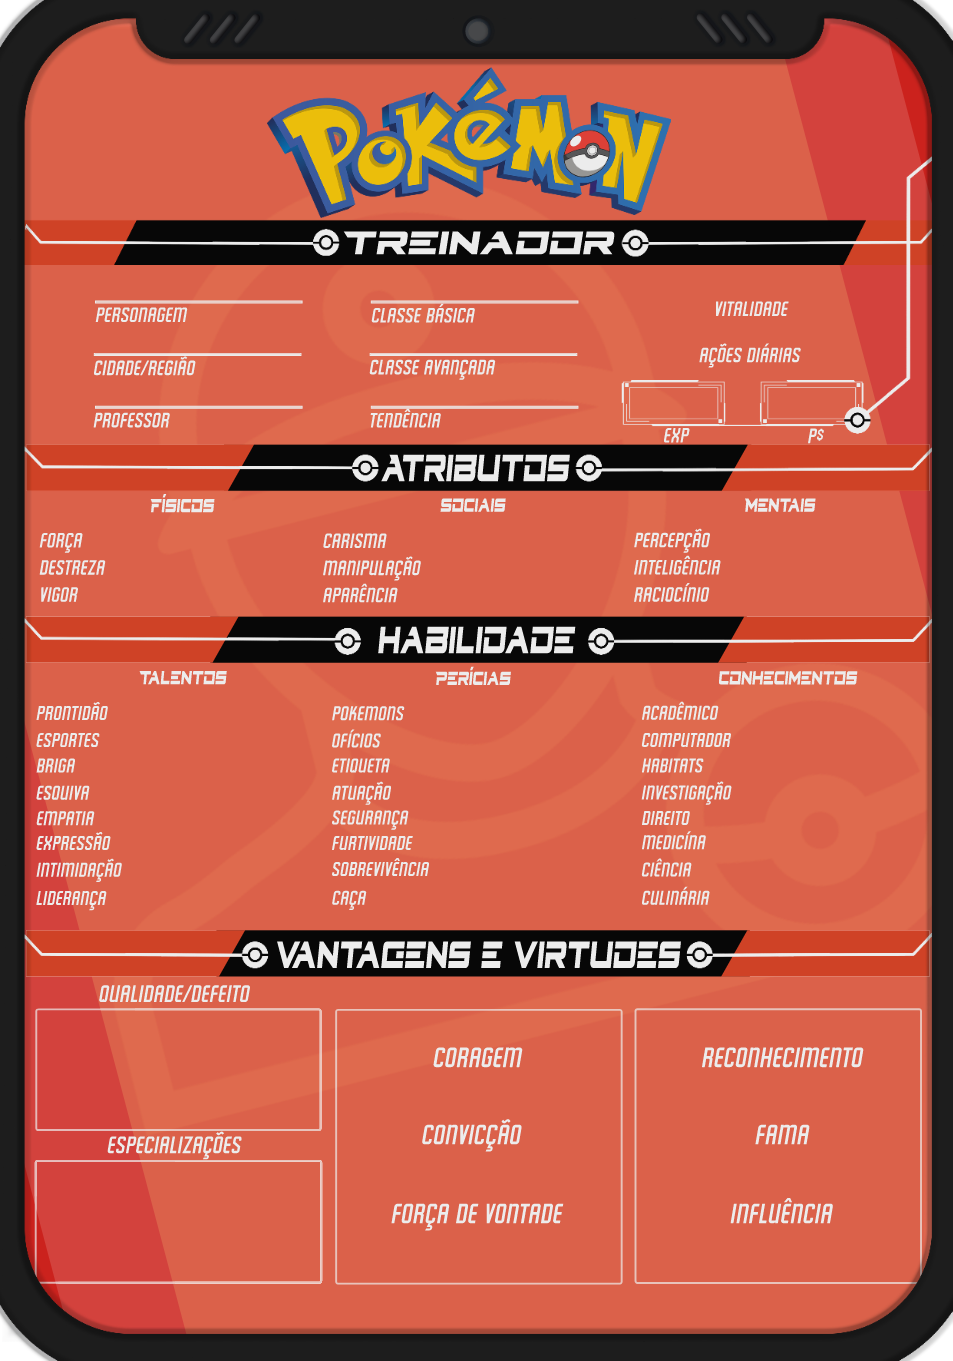 POKÉMON
TREINADOR
PERSONAGEM CLASSE BÁSICA VITALIDADE
CIDADE/REGIÃO CLASSE AVANÇADA AÇÕES DIÁRIAS
PROFESSOR TENDÊNCIA EXP P$
ATRIBUTOS
FÍSICOS SOCIAIS MENTAIS
FORÇA CARISMA PERCEPÇÃO
DESTREZA MANIPULAÇÃO INTELIGÊNCIA
VIGOR APARÊNCIA RACIOCÍNIO
HABILIDADE
TALENTOS PERÍCIAS CONHECIMENTOS
PRONTIDÃO POKEMONS ACADÊMICO
ESPORTES OFÍCIOS COMPUTADOR
BRIGA ETIQUETA HABITATS
ESQUIVA ATUAÇÃO INVESTIGAÇÃO
EMPATIA SEGURANÇA DIREITO
EXPRESSÃO FURTIVIDADE MEDICÍNA
INTIMIDAÇÃO SOBREVIVÊNCIA CIÊNCIA
LIDERANÇA CAÇA CULINÁRIA
VANTAGENS E VIRTUDES
QUALIDADE/DEFEITO
CORAGEM RECONHECIMENTO
CONVICÇÃO FAMA
ESPECIALIZAÇÕES
FORÇA DE VONTADE INFLUÊNCIA